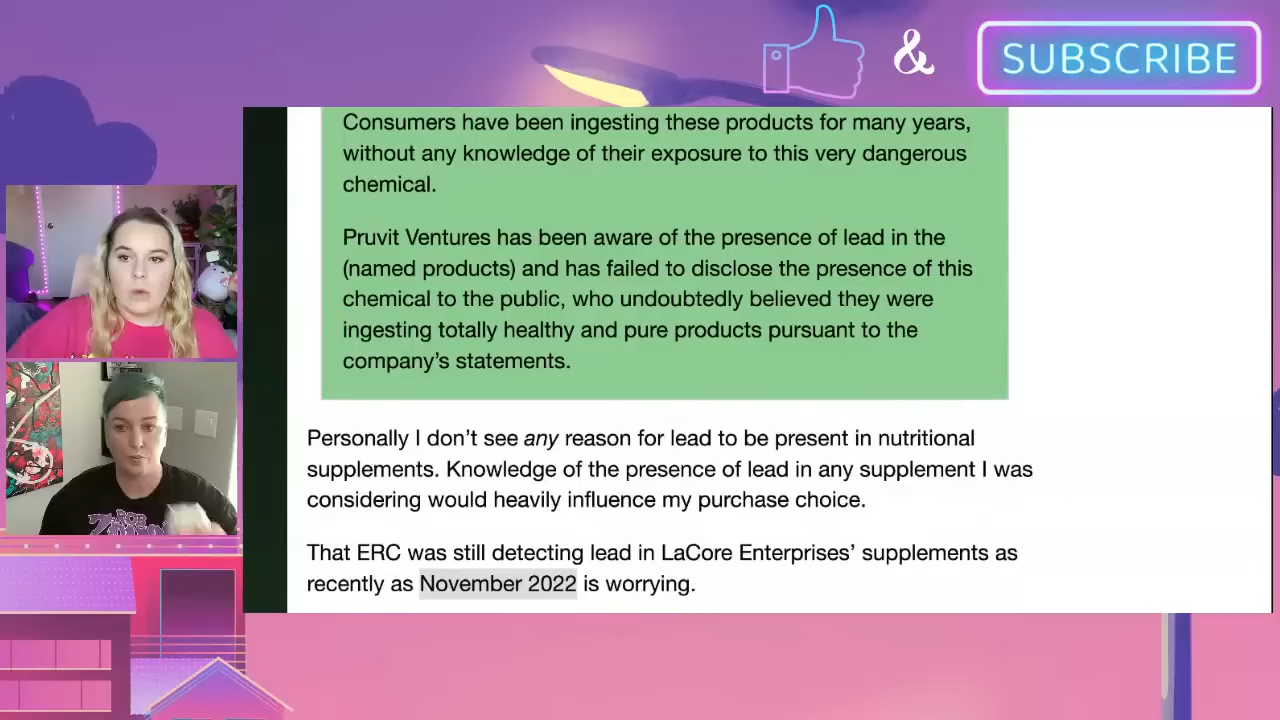 &
SUBSCRIBE
Consumers have been ingesting these products for many years,
without any knowledge of their exposure to this very dangerous
chemical.
Pruvit Ventures has been aware of the presence of lead in the
(named products) and has failed to disclose the presence of this
chemical to the public, who undoubtedly believed they were
ingesting totally healthy and pure products pursuant to the
company’s statements.
Personally I don’t see any reason for lead to be present in nutritional
supplements. Knowledge of the presence of lead in any supplement I was
considering would heavily influence my purchase choice.
That ERC was still detecting lead in LaCore Enterprises’ supplements as
recently as November 2022 is worrying.